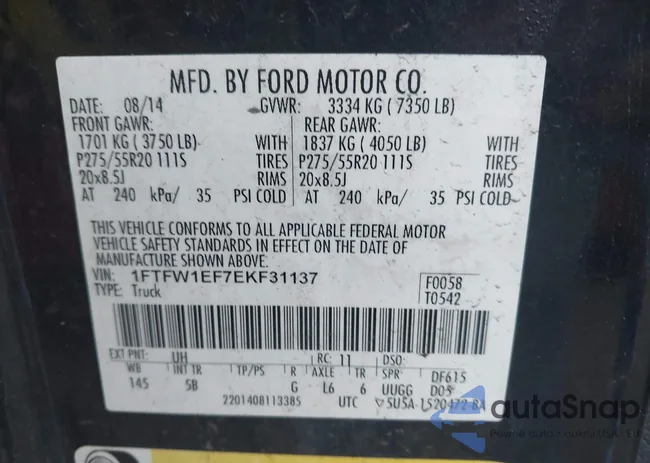 MFD. BY FORD MOTOR CO.
DATE: 08/14 GVWR: 3334 KG ( 7350 LB)
FRONT GAWR: REAR GAWR:
1701 KG ( 3750 LB) WITH 1837 KG ( 4050 LB) WITH
P275/55R20 111S TIRES P275/55R20 111S TIRES
20x8.5J RIMS 20x8.5J RIMS
AT 240 kPa/ 35 PSI COLD AT 240 kPa/ 35 PSI COLD
THIS VEHICLE CONFORMS TO ALL APPLICABLE FEDERAL MOTOR
VEHICLE SAFETY STANDARDS IN EFFECT ON THE DATE OF
MANUFACTURE SHOWN ABOVE.
VIN: 1FTFW1EF7EKF31137 F0058
TYPE: Truck T0542
EXT PNT: UH RC: 11 DSO:
WB INT TR TP/PS R AXLE TR SPR DF615
145 5B G L6 6 UUGG D05
2201408113385 UTC ▽5U5A-1520472-BA
autaSnap